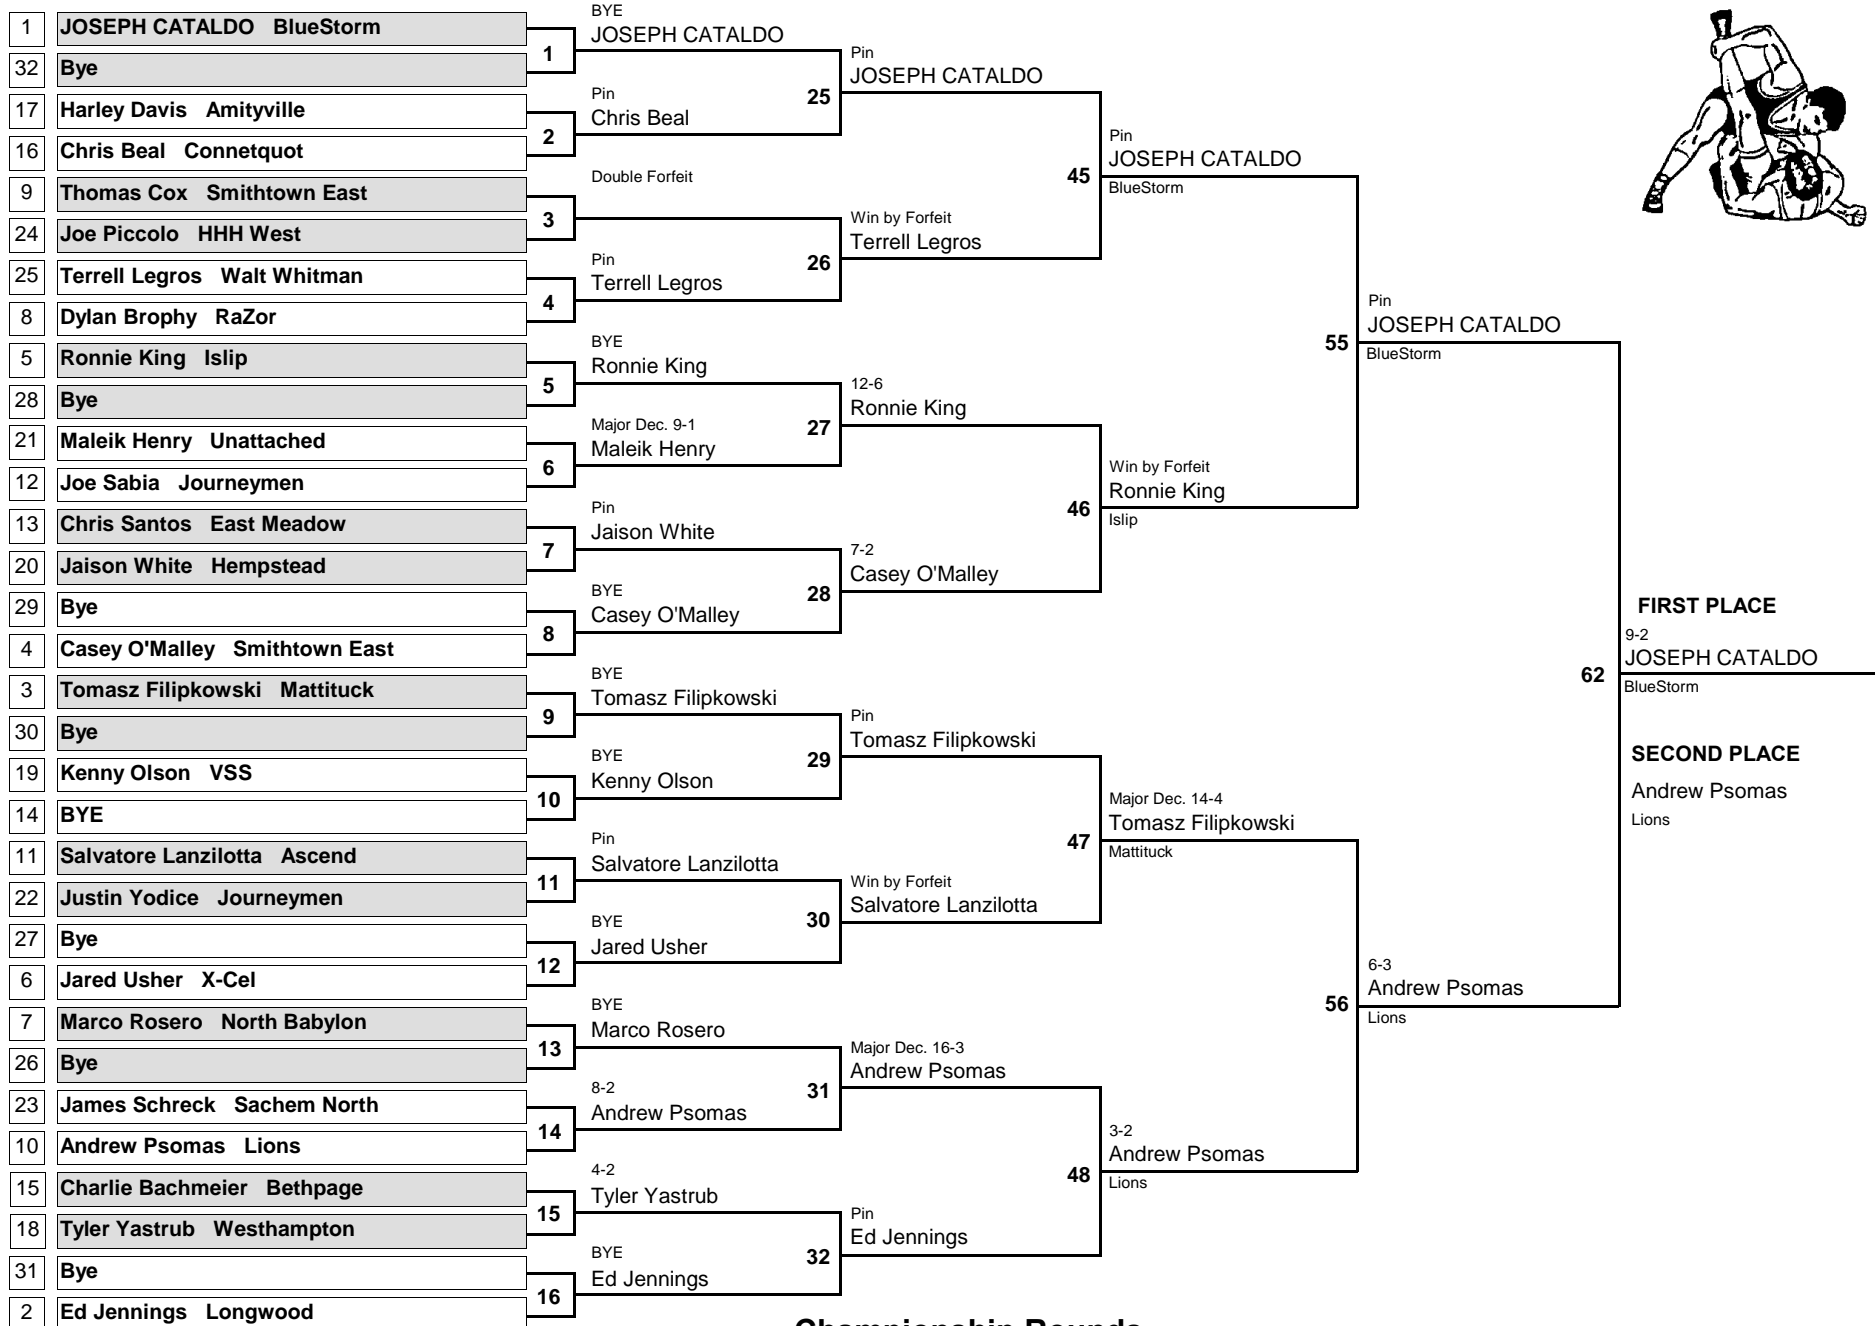 1 JOSEPH CATALDO BlueStorm
32 Bye
17 Harley Davis Amityville
16 Chris Beal Connetquot
9 Thomas Cox Smithtown East
24 Joe Piccolo HHH West
25 Terrell Legros Walt Whitman
8 Dylan Brophy RaZor
5 Ronnie King Islip
28 Bye
21 Maleik Henry Unattached
12 Joe Sabia Journeymen
13 Chris Santos East Meadow
20 Jaison White Hempstead
29 Bye
4 Casey O'Malley Smithtown East
3 Tomasz Filipkowski Mattituck
30 Bye
19 Kenny Olson VSS
14 BYE
11 Salvatore Lanzilotta Ascend
22 Justin Yodice Journeymen
27 Bye
6 Jared Usher X-Cel
7 Marco Rosero North Babylon
26 Bye
23 James Schreck Sachem North
10 Andrew Psomas Lions
15 Charlie Bachmeier Bethpage
18 Tyler Yastrub Westhampton
31 Bye
2 Ed Jennings Longwood
1
2
3
4
5
6
7
8
9
10
11
12
13
14
15
16
BYE
JOSEPH CATALDO
Pin
Chris Beal
Double Forfeit
Pin
Terrell Legros
BYE
Ronnie King
Major Dec. 9-1
Maleik Henry
Pin
Jaison White
BYE
Casey O'Malley
BYE
Tomasz Filipkowski
BYE
Kenny Olson
Pin
Salvatore Lanzilotta
BYE
Jared Usher
BYE
Marco Rosero
8-2
Andrew Psomas
4-2
Tyler Yastrub
BYE
Ed Jennings
25
26
27
28
29
30
31
32
Pin
JOSEPH CATALDO
Win by Forfeit
Terrell Legros
12-6
Ronnie King
7-2
Casey O'Malley
Pin
Tomasz Filipkowski
Win by Forfeit
Salvatore Lanzilotta
Major Dec. 16-3
Andrew Psomas
Pin
Ed Jennings
45
46
47
48
Pin
JOSEPH CATALDO
BlueStorm
Win by Forfeit
Ronnie King
Islip
Major Dec. 14-4
Tomasz Filipkowski
Mattituck
3-2
Andrew Psomas
Lions
55
56
Pin
JOSEPH CATALDO
BlueStorm
6-3
Andrew Psomas
Lions
62
FIRST PLACE
9-2
JOSEPH CATALDO
BlueStorm
SECOND PLACE
Andrew Psomas
Lions
Championship Rounds